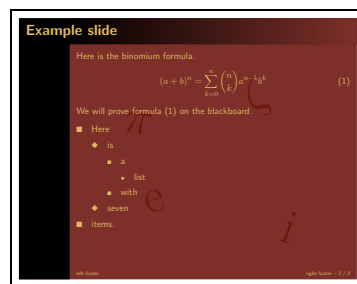 Example slide
Here is the binomium formula.
(a + b)^n = \sum_{k=0}^{n} \binom{n}{k} a^{n-k} b^k (1)
We will prove formula (1) on the blackboard.
■ Here
◆ is
■ a
• list
■ with
◆ seven
■ items.
π
ζ
e
i
left footer
right footer – 2 / 2